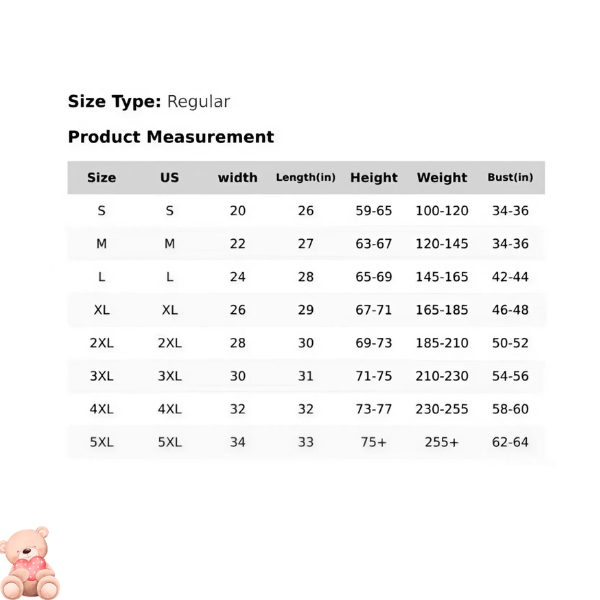 Size Type: Regular
Product Measurement
Size US width Length(in) Height Weight Bust(in)
S S 20 26 59-65 100-120 34-36
M M 22 27 63-67 120-145 34-36
L L 24 28 65-69 145-165 42-44
XL XL 26 29 67-71 165-185 46-48
2XL 2XL 28 30 69-73 185-210 50-52
3XL 3XL 30 31 71-75 210-230 54-56
4XL 4XL 32 32 73-77 230-255 58-60
5XL 5XL 34 33 75+ 255+ 62-64